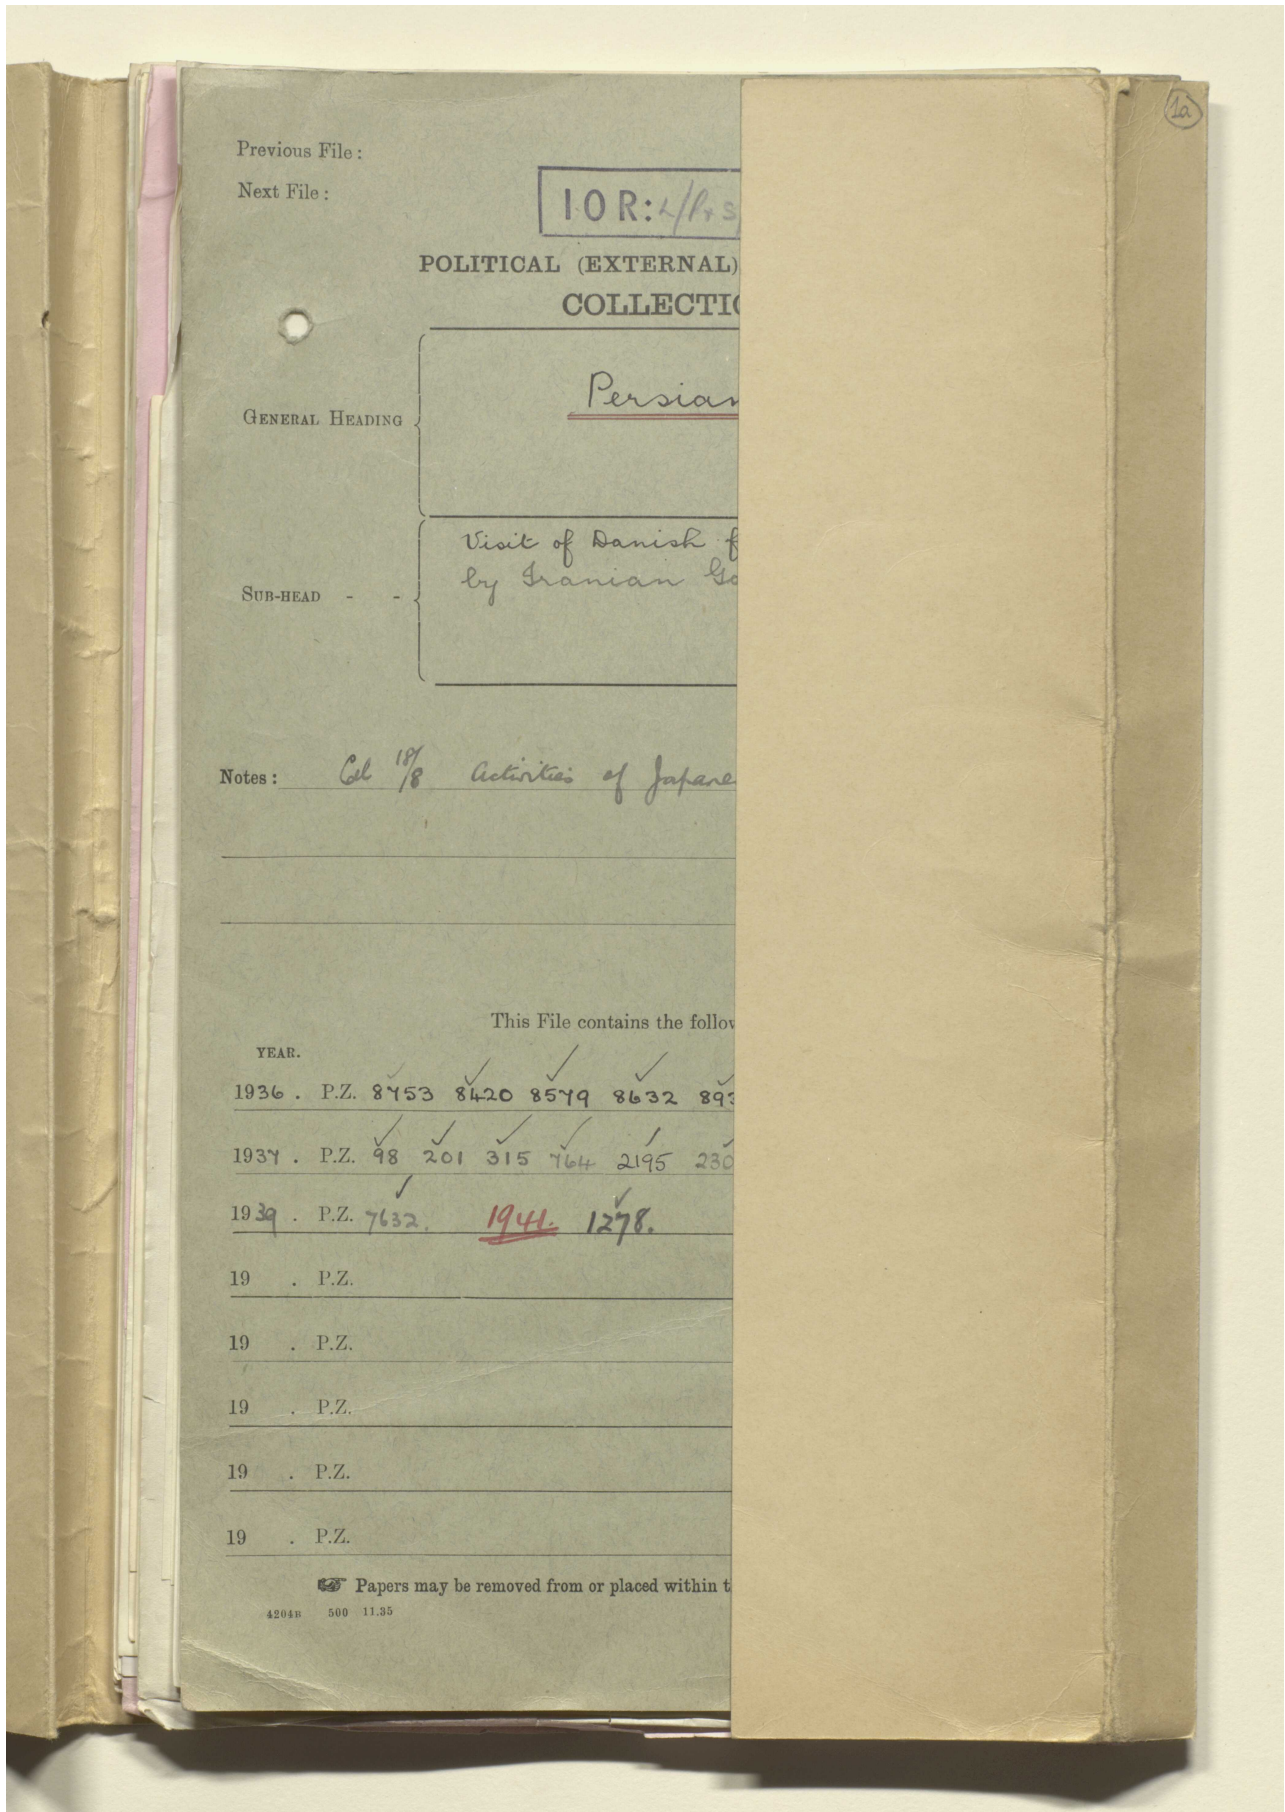 1a
Previous File :
Next File :
IOR: L/P+S
POLITICAL (EXTERNAL)
COLLECTIO
Persian
GENERAL HEADING
Visit of Danish f
by Iranian Go
SUB-HEAD - -
Notes : Col 18/8 Activities of Japane
This File contains the follow
YEAR.
1936 . P.Z. 8753 8420 8579 8632 893
1937 . P.Z. 98 201 315 764 2195 230
1939 . P.Z. 7632. 1941. 1278.
19 . P.Z.
19 . P.Z.
19 . P.Z.
19 . P.Z.
19 . P.Z.
☞ Papers may be removed from or placed within t
4204B 500 11.35